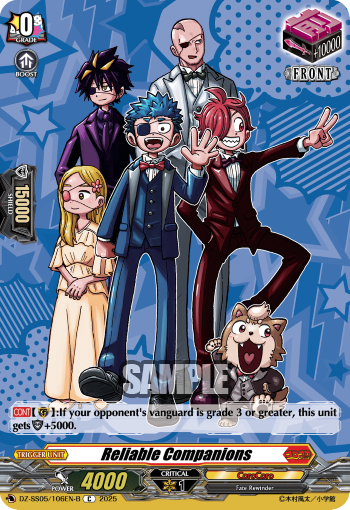 0
GRADE
BOOST
+10000
FRONT
15000
SHIELD
SAMPLE
CONT【】:If your opponent's vanguard is grade 3 or greater, this unit
gets +5000.
TRIGGER UNIT
Reliable Companions
POWER
4000
CRITICAL
1
CoroCoro
Fate Rewinder
DZ-SS05/106EN-B C 2025
©木村風太／小学館